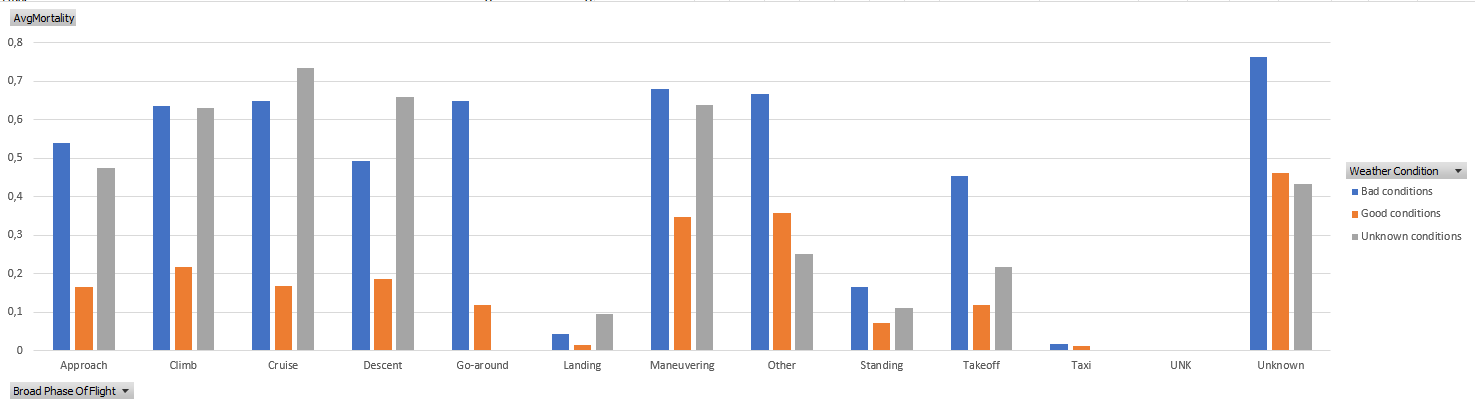 AvgMortality
0,8
0,7
0,6
0,5
0,4
0,3
0,2
0,1
0
Approach Climb Cruise Descent Go-around Landing Maneuvering Other Standing Takeoff Taxi UNK Unknown
Broad Phase Of Flight
Weather Condition
Bad conditions
Good conditions
Unknown conditions